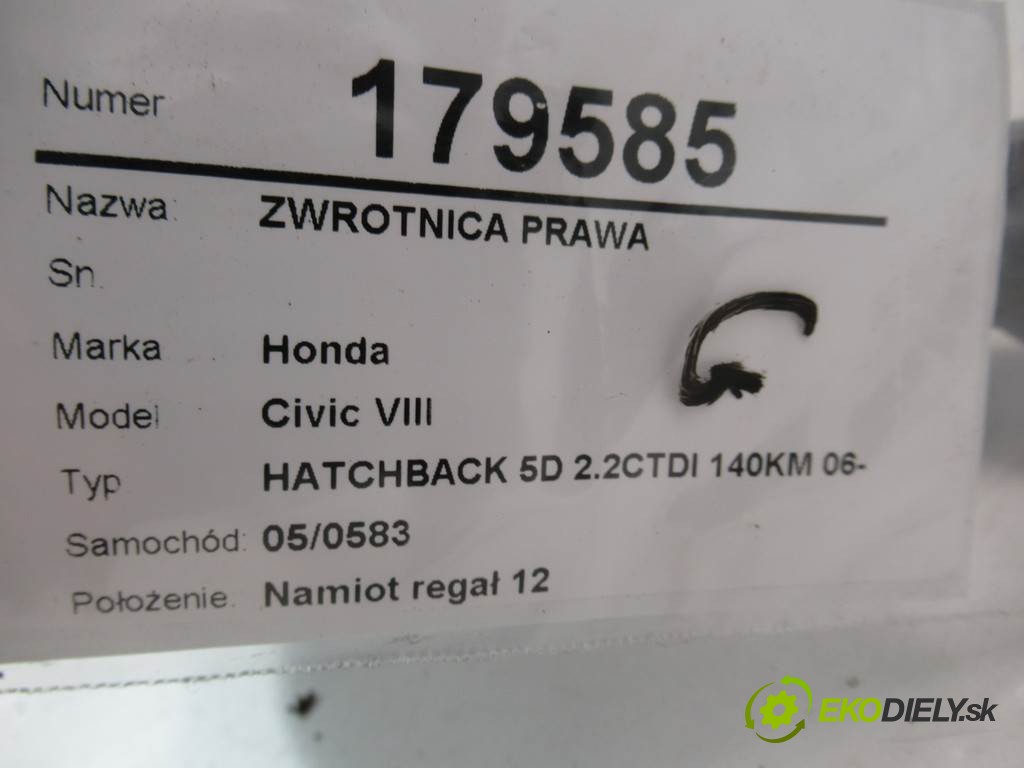 Numer 179585
Nazwa: ZWROTNICA PRAWA
Sn.
Marka Honda
Model Civic VIII
Typ HATCHBACK 5D 2.2CTDI 140KM 06-
Samochód: 05/0583
Położenie. Namiot regał 12
EKODIELY.sk